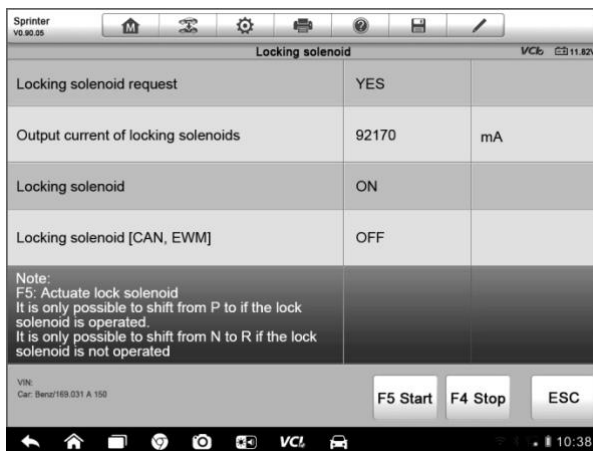 Sprinter
V0.90.05
Locking solenoid
VCI 11.82V
Locking solenoid request YES
Output current of locking solenoids 92170 mA
Locking solenoid ON
Locking solenoid [CAN, EWM] OFF
Note:
F5: Actuate lock solenoid
It is only possible to shift from P to if the lock
solenoid is operated.
It is only possible to shift from N to R if the lock
solenoid is not operated
VIN:
Car: Benz/169.031 A 150
F5 Start F4 Stop ESC
VCI 10:38